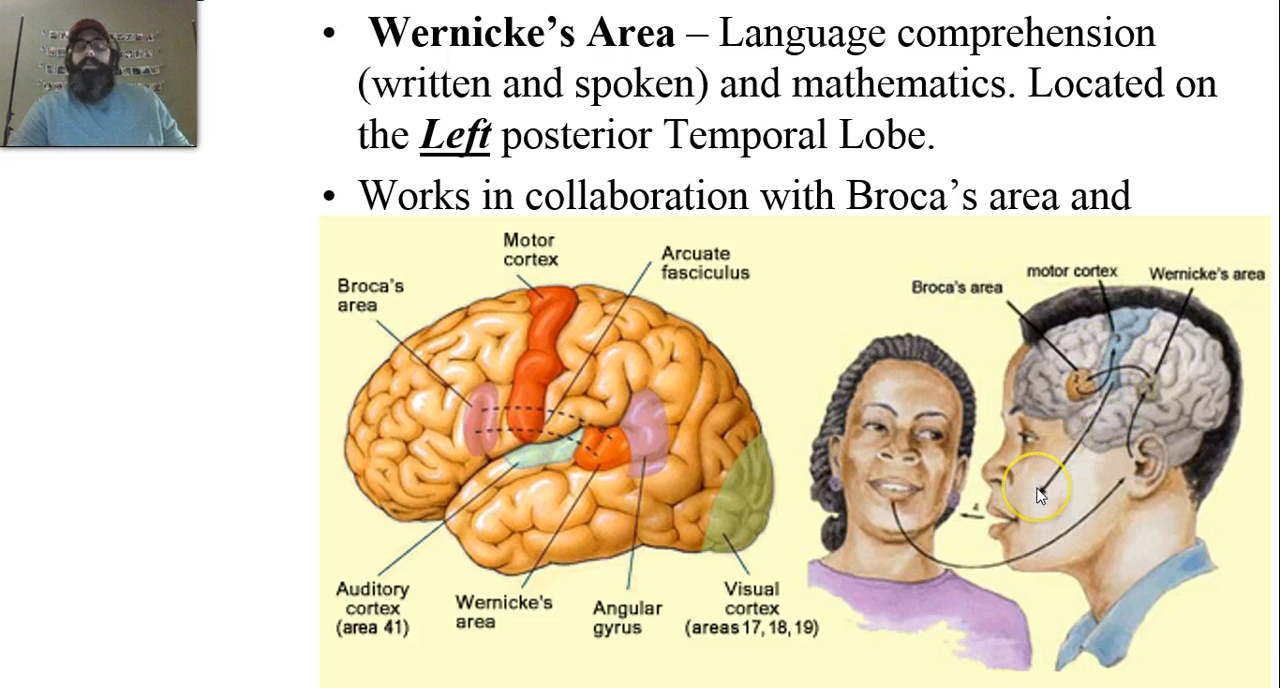 • Wernicke's Area – Language comprehension
(written and spoken) and mathematics. Located on
the Left posterior Temporal Lobe.
• Works in collaboration with Broca's area and
Motor
cortex
Arcuate
fasciculus
Broca's
area
Auditory
cortex
(area 41)
Wernicke's
area
Angular
gyrus
Visual
cortex
(areas 17, 18, 19)
Broca's area
motor cortex
Wernicke's area